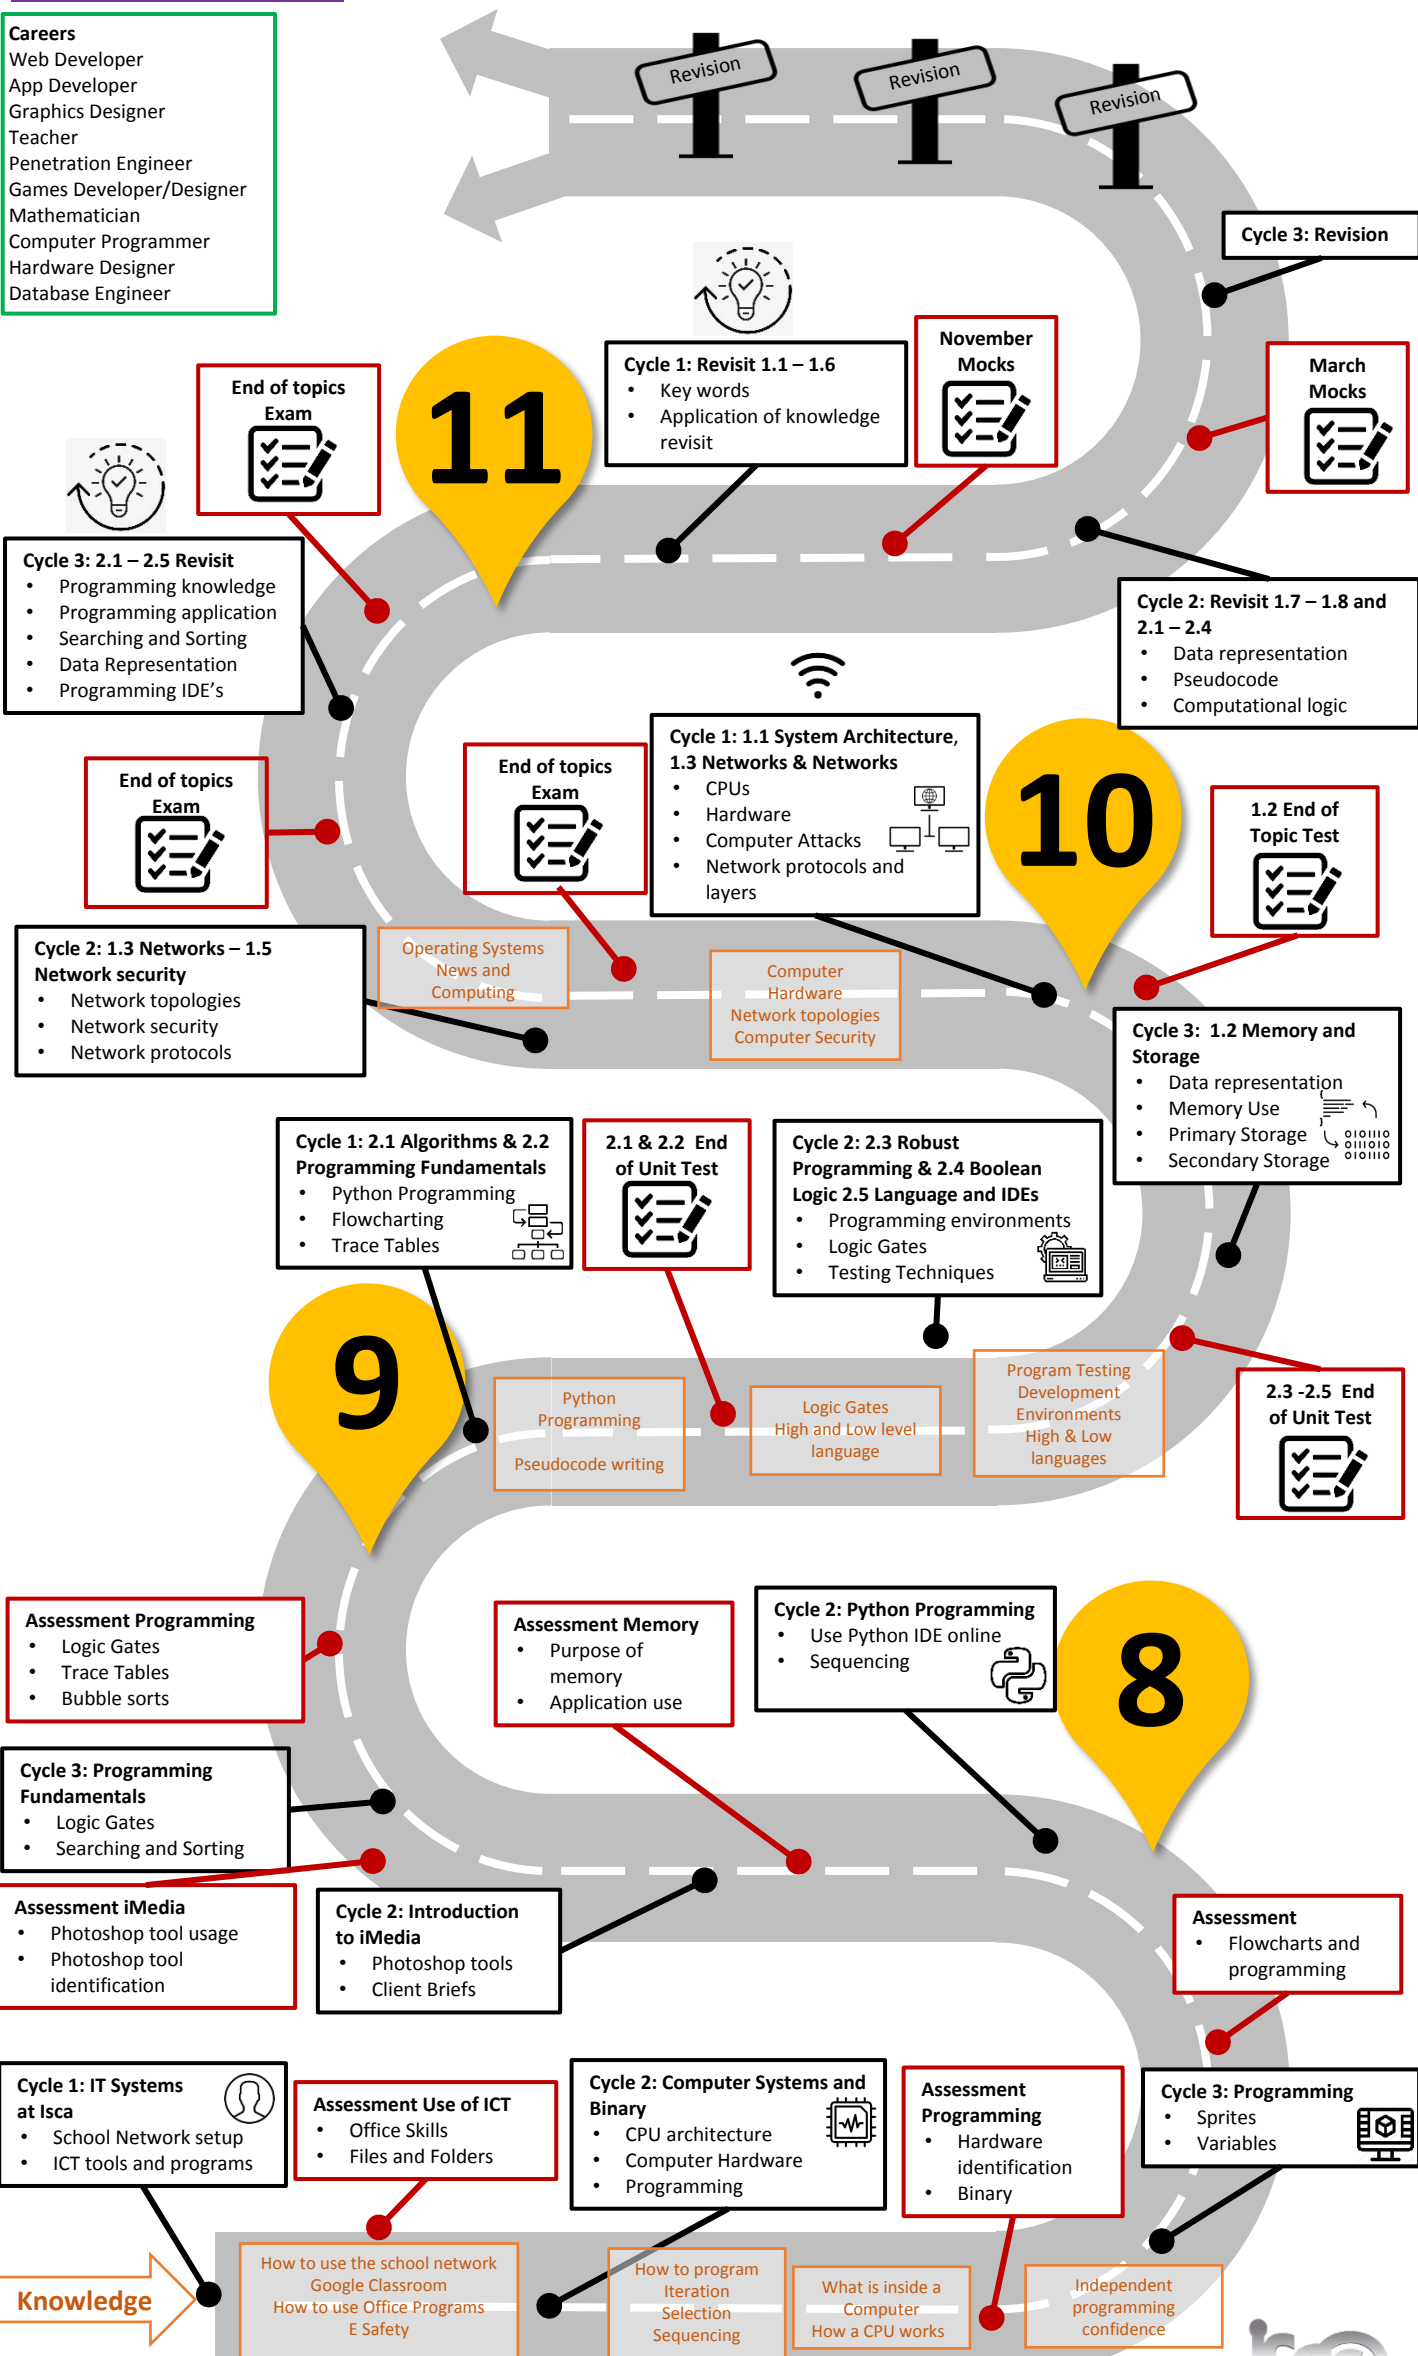 Careers
Web Developer
App Developer
Graphics Designer
Teacher
Penetration Engineer
Games Developer/Designer
Mathematician
Computer Programmer
Hardware Designer
Database Engineer
Revision
Revision
Revision
Cycle 3: Revision
March
Mocks
November
Mocks
Cycle 1: Revisit 1.1 – 1.6
• Key words
• Application of knowledge
revisit
11
End of topics
Exam
Cycle 3: 2.1 – 2.5 Revisit
• Programming knowledge
• Programming application
• Searching and Sorting
• Data Representation
• Programming IDE's
Cycle 2: Revisit 1.7 – 1.8 and
2.1 – 2.4
• Data representation
• Pseudocode
• Computational logic
End of topics
Exam
End of topics
Exam
Cycle 1: 1.1 System Architecture,
1.3 Networks & Networks
• CPUs
• Hardware
• Computer Attacks
• Network protocols and
layers
10
1.2 End of
Topic Test
Cycle 2: 1.3 Networks – 1.5
Network security
• Network topologies
• Network security
• Network protocols
Operating Systems
News and
Computing
Computer
Hardware
Network topologies
Computer Security
Cycle 3: 1.2 Memory and
Storage
• Data representation
• Memory Use
• Primary Storage
• Secondary Storage
010110
011010
010110
Cycle 1: 2.1 Algorithms & 2.2
Programming Fundamentals
• Python Programming
• Flowcharting
• Trace Tables
2.1 & 2.2 End
of Unit Test
Cycle 2: 2.3 Robust
Programming & 2.4 Boolean
Logic 2.5 Language and IDEs
• Programming environments
• Logic Gates
• Testing Techniques
9
Python
Programming
Pseudocode writing
Logic Gates
High and Low level
language
Program Testing
Development
Environments
High & Low
languages
2.3 -2.5 End
of Unit Test
Assessment Programming
• Logic Gates
• Trace Tables
• Bubble sorts
Assessment Memory
• Purpose of
memory
• Application use
Cycle 2: Python Programming
• Use Python IDE online
• Sequencing
8
Cycle 3: Programming
Fundamentals
• Logic Gates
• Searching and Sorting
Assessment iMedia
• Photoshop tool usage
• Photoshop tool
identification
Cycle 2: Introduction
to iMedia
• Photoshop tools
• Client Briefs
Assessment
• Flowcharts and
programming
Cycle 1: IT Systems
at Isca
• School Network setup
• ICT tools and programs
Assessment Use of ICT
• Office Skills
• Files and Folders
Cycle 2: Computer Systems and
Binary
• CPU architecture
• Computer Hardware
• Programming
Assessment
Programming
• Hardware
identification
• Binary
Cycle 3: Programming
• Sprites
• Variables
Knowledge
How to use the school network
Google Classroom
How to use Office Programs
E Safety
How to program
Iteration
Selection
Sequencing
What is inside a
Computer
How a CPU works
Independent
programming
confidence